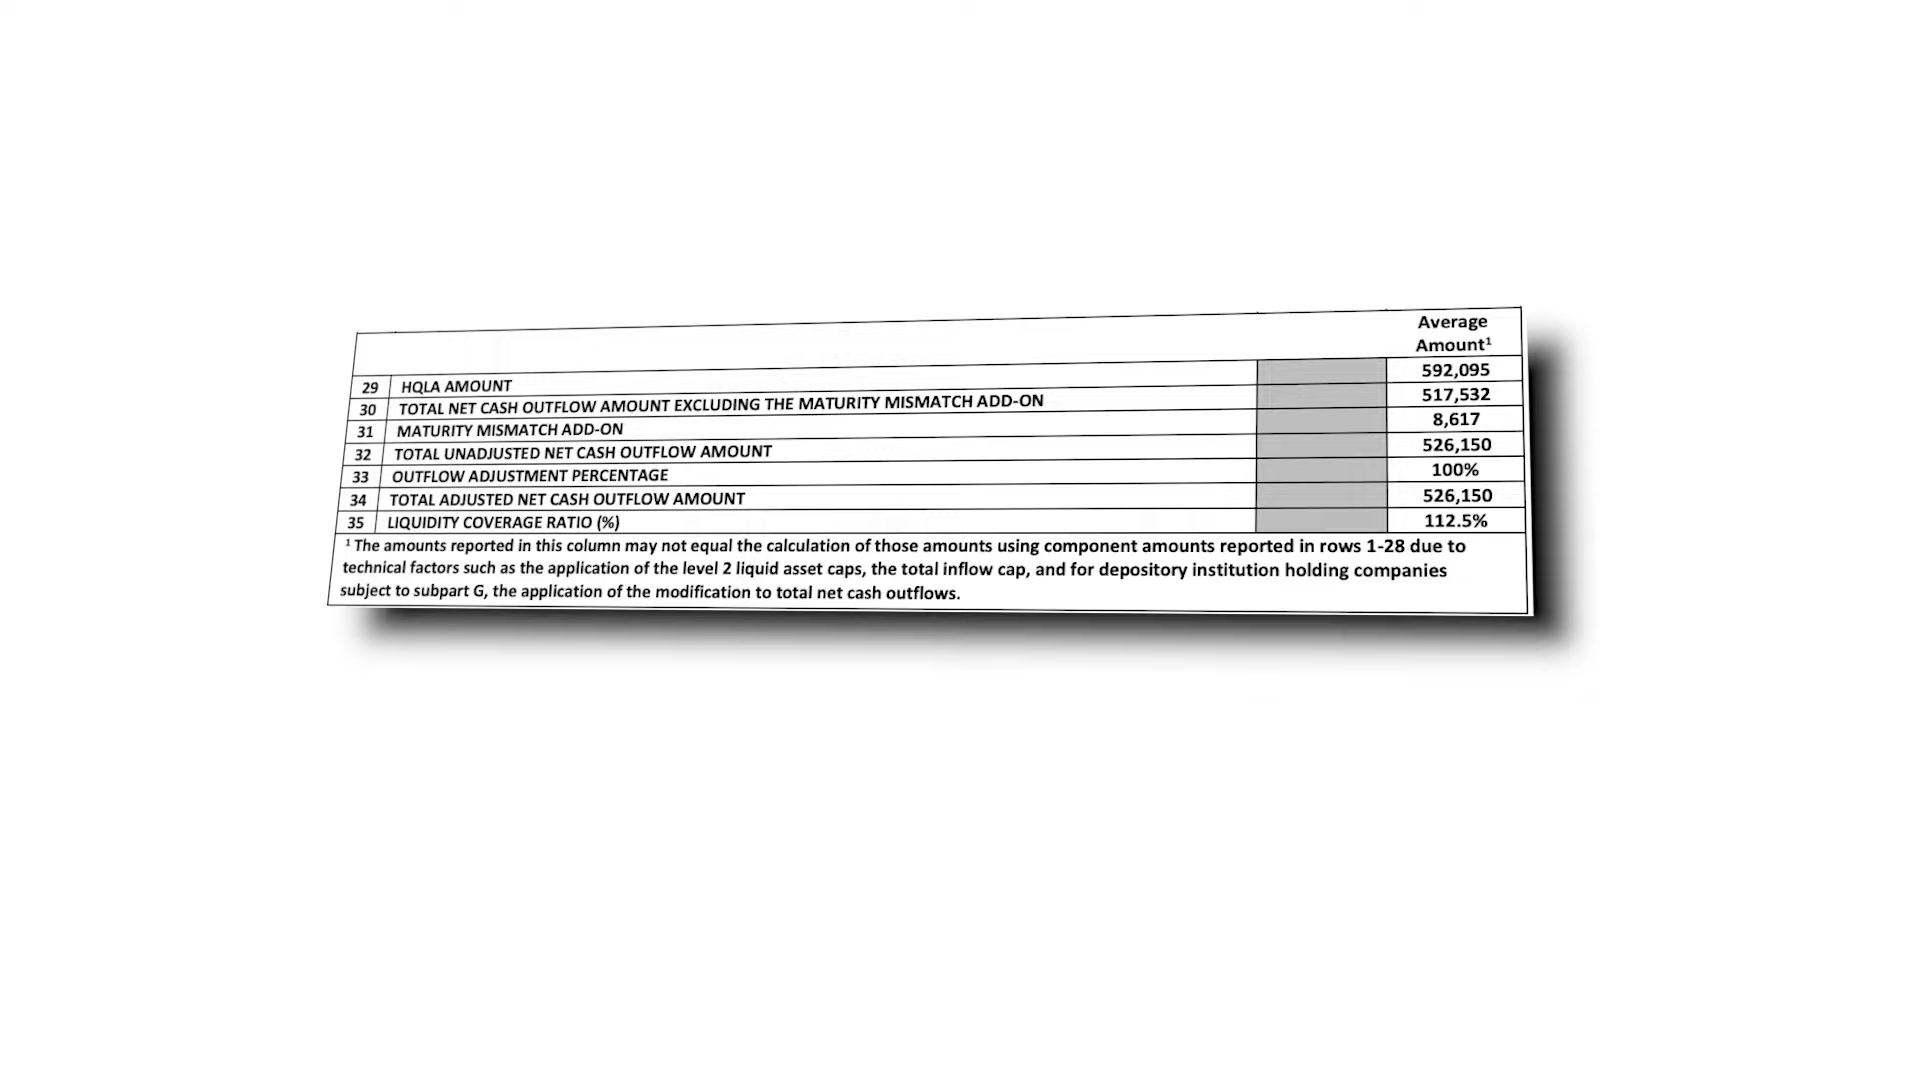 Average
Amount¹
29 HQLA AMOUNT 592,095
30 TOTAL NET CASH OUTFLOW AMOUNT EXCLUDING THE MATURITY MISMATCH ADD-ON 517,532
31 MATURITY MISMATCH ADD-ON 8,617
32 TOTAL UNADJUSTED NET CASH OUTFLOW AMOUNT 526,150
33 OUTFLOW ADJUSTMENT PERCENTAGE 100%
34 TOTAL ADJUSTED NET CASH OUTFLOW AMOUNT 526,150
35 LIQUIDITY COVERAGE RATIO (%) 112.5%
¹ The amounts reported in this column may not equal the calculation of those amounts using component amounts reported in rows 1-28 due to
technical factors such as the application of the level 2 liquid asset caps, the total inflow cap, and for depository institution holding companies
subject to subpart G, the application of the modification to total net cash outflows.